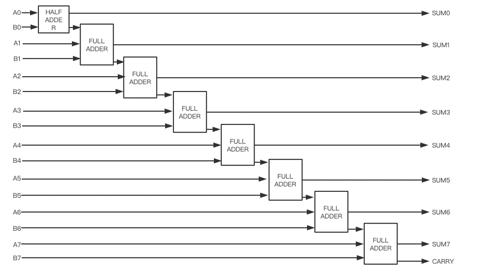 A0
HALF
ADDE
R
SUM0
B0
A1
FULL
ADDER
SUM1
B1
A2
FULL
ADDER
SUM2
B2
A3
FULL
ADDER
SUM3
B3
A4
FULL
ADDER
SUM4
B4
A5
FULL
ADDER
SUM5
B5
A6
FULL
ADDER
SUM6
B6
A7
FULL
ADDER
SUM7
B7
CARRY